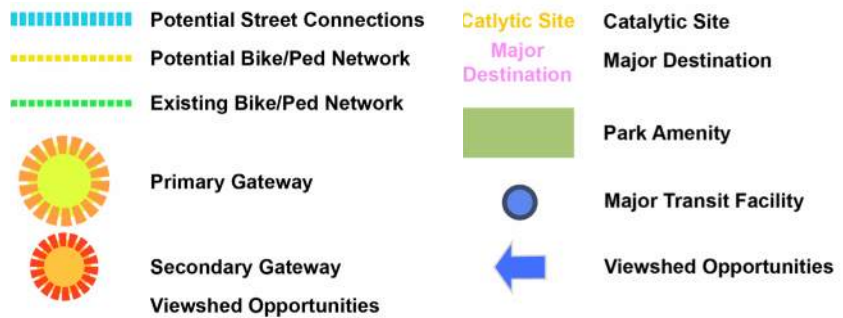 Potential Street Connections
Potential Bike/Ped Network
Existing Bike/Ped Network
Primary Gateway
Secondary Gateway
Viewshed Opportunities
Catlytic Site Catalytic Site
Major
Destination
Major Destination
Park Amenity
Major Transit Facility
Viewshed Opportunities